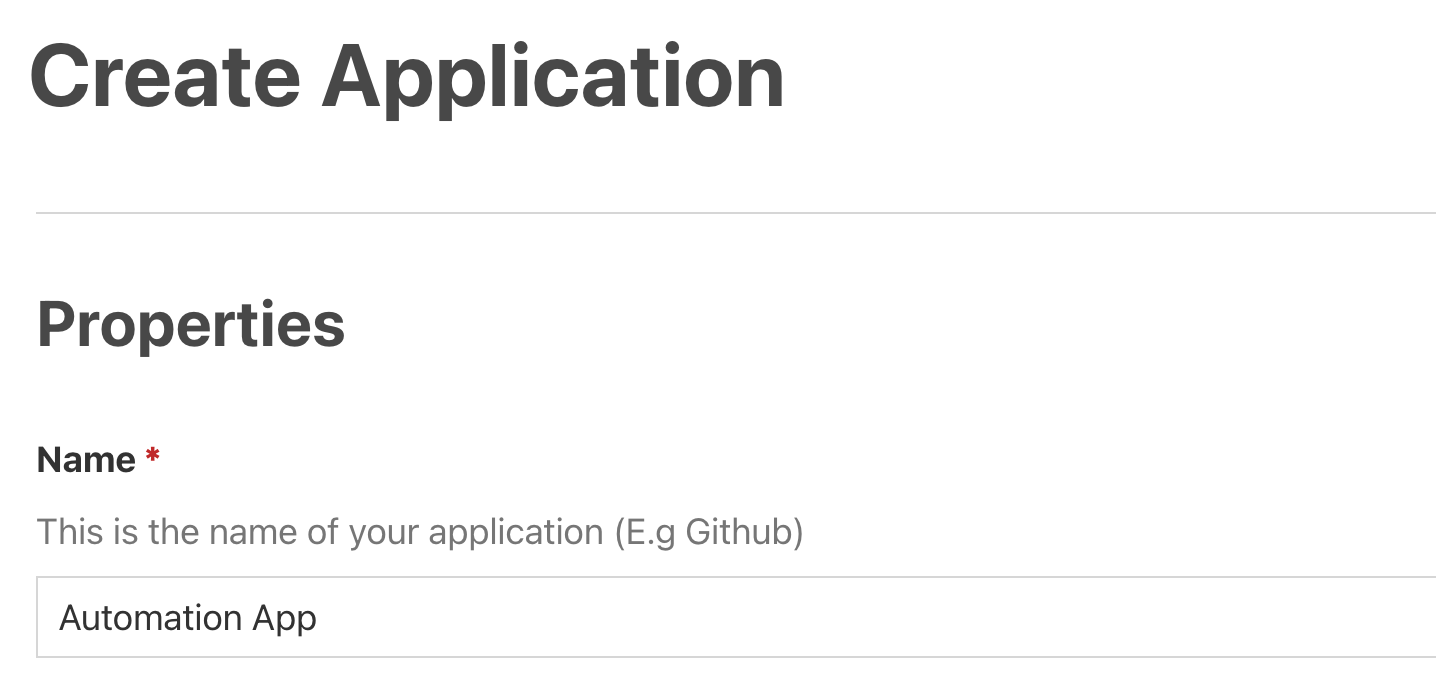 Create Application
Properties
Name *
This is the name of your application (E.g Github)
Automation App